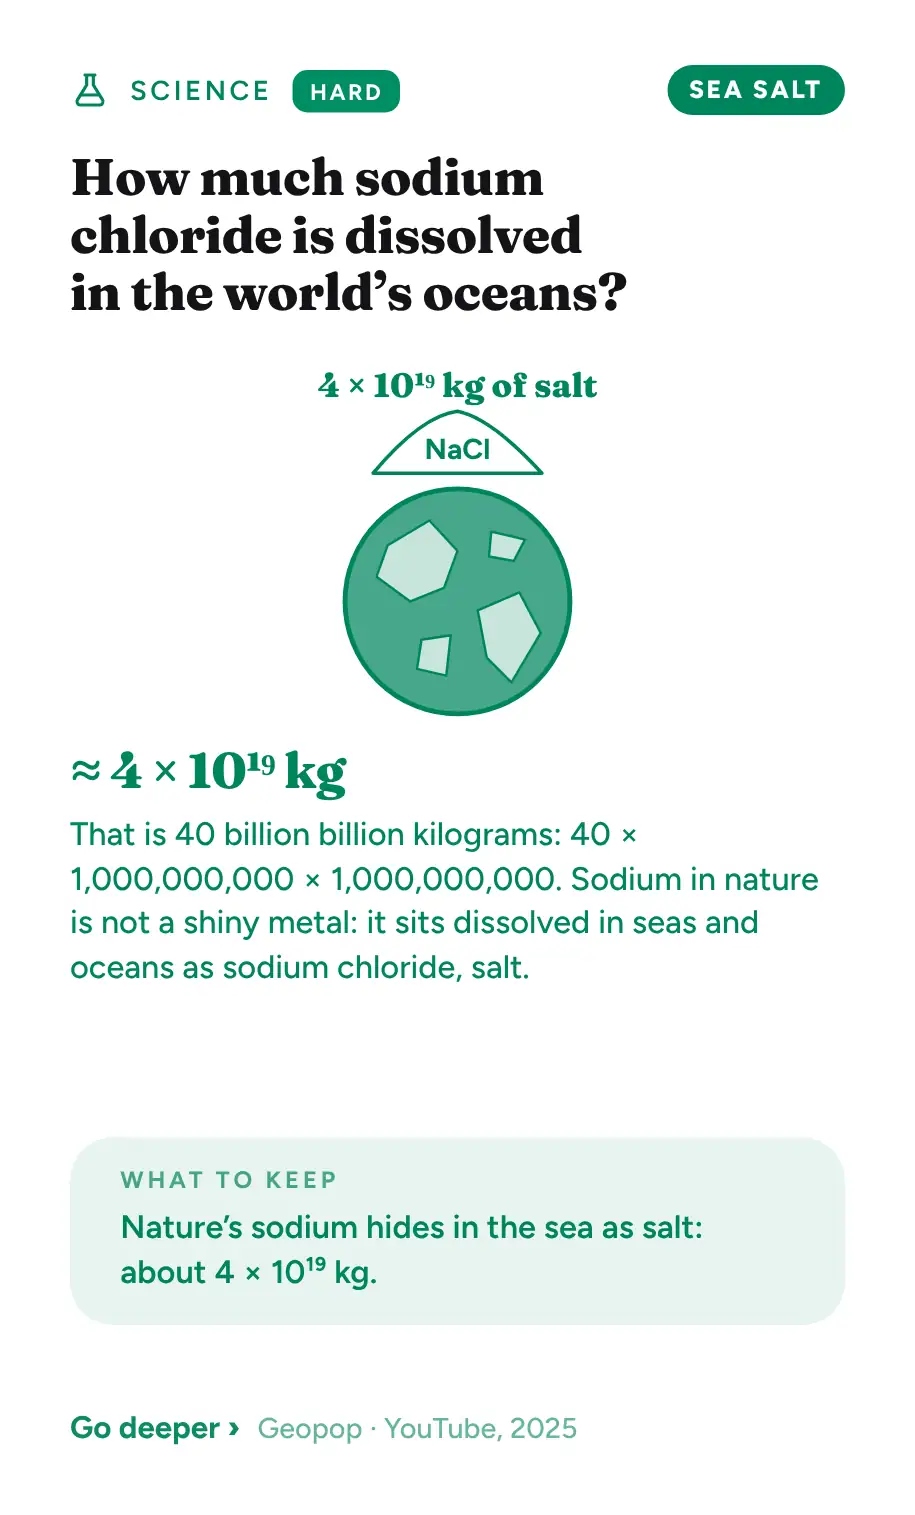 SCIENCE HARD SEA SALT
How much sodium
chloride is dissolved
in the world’s oceans?
4 × 10¹⁹ kg of salt
NaCl
≈ 4 × 10¹⁹ kg
That is 40 billion billion kilograms: 40 ×
1,000,000,000 × 1,000,000,000. Sodium in nature
is not a shiny metal: it sits dissolved in seas and
oceans as sodium chloride, salt.
WHAT TO KEEP
Nature’s sodium hides in the sea as salt:
about 4 × 10¹⁹ kg.
Go deeper › Geopop · YouTube, 2025